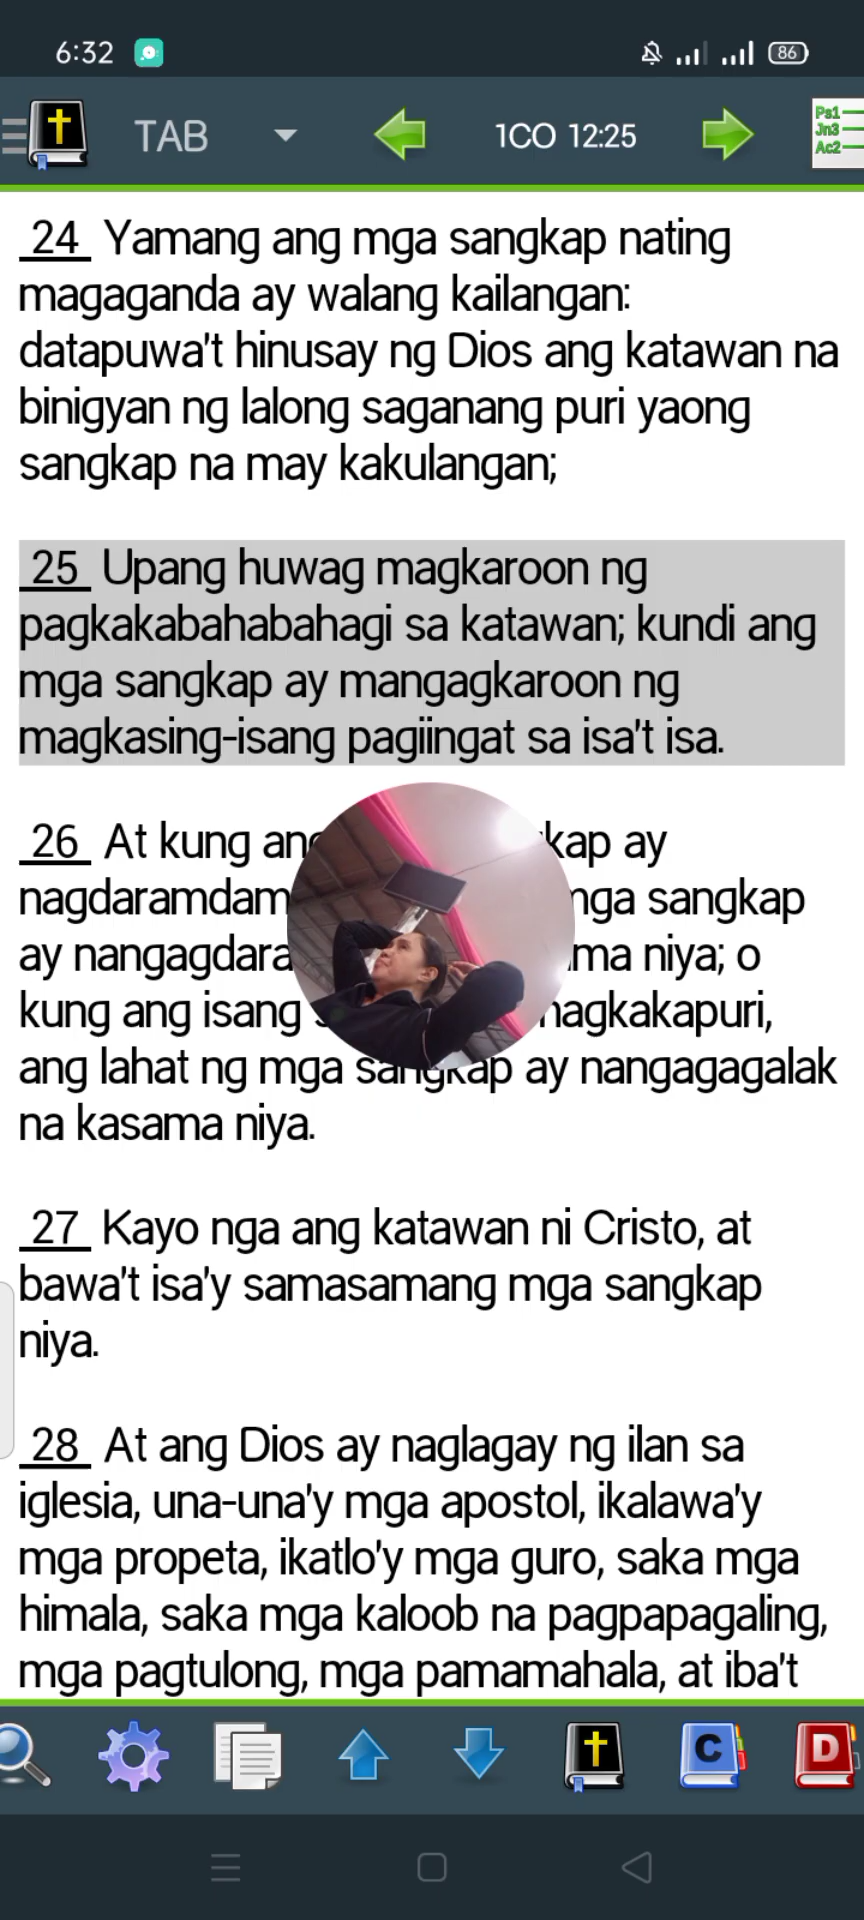 6:32
86
TAB
1CO 12:25
Ps1
Jn3
Ac2
24 Yamang ang mga sangkap nating
magaganda ay walang kailangan:
datapuwa't hinusay ng Dios ang katawan na
binigyan ng lalong saganang puri yaong
sangkap na may kakulangan;
25 Upang huwag magkaroon ng
pagkakabahabahagi sa katawan; kundi ang
mga sangkap ay mangagkaroon ng
magkasing-isang pagiingat sa isa't isa.
26 At kung ay
nagdaramdam mga sangkap
ay niya; o
kung ang isang
ang lahat ng mga sangkap ay nangagagalak
na kasama niya.
27 Kayo nga ang katawan ni Cristo, at
bawa't isa'y samasamang mga sangkap
niya.
28 At ang Dios ay naglagay ng ilan sa
iglesia, una-una'y mga apostol, ikalawa'y
mga propeta, ikatlo'y mga guro, saka mga
himala, saka mga kaloob na pagpapagaling,
mga pagtulong, mga pamamahala, at iba't
C
D